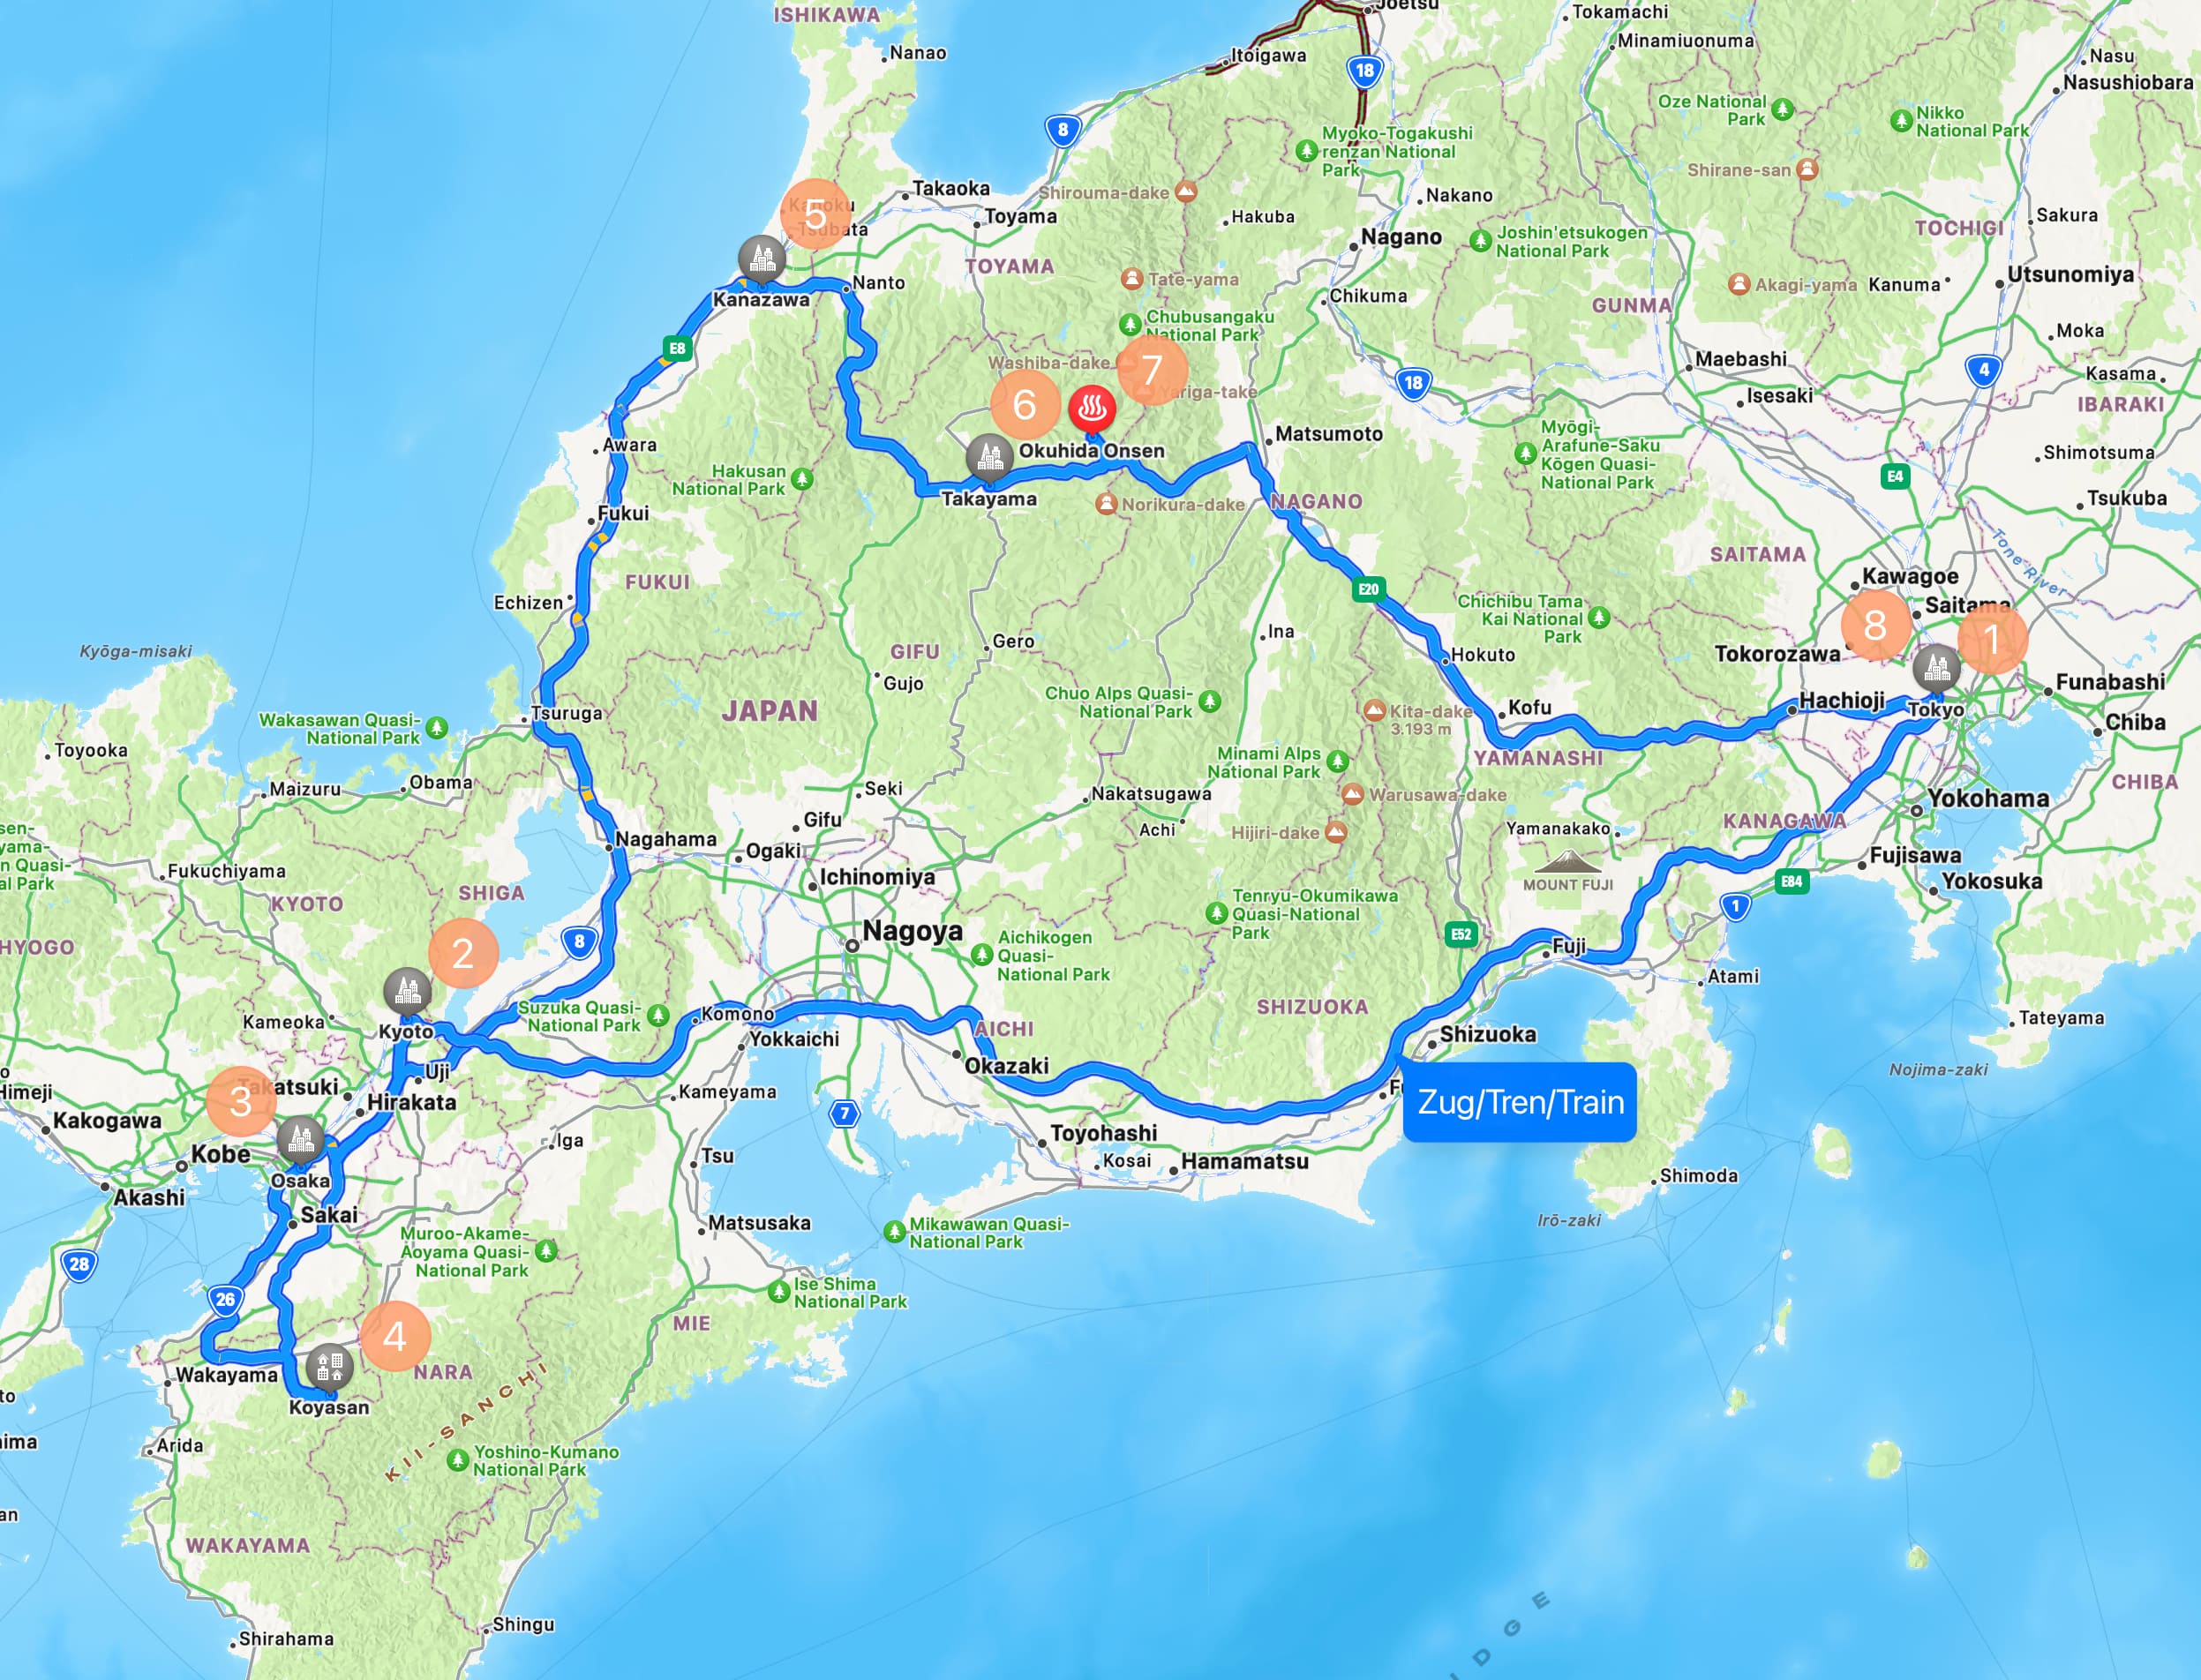 ISHIKAWA
Nanao
Joetsu
Itoigawa
18
Tokamachi
Minamiuonuma
Nasu
Nasushiobara
8
Oze National
Park
Nikko
National Park
Myoko-Togakushi
renzan National
Park
Shirane-san
Takaoka
Shirouma-dake
Nakano
5
Tsubata
Toyama
Hakuba
Nagano
Joshin'etsukogen
National Park
TOCHIGI
Sakura
TOYAMA
Tate-yama
Akagi-yama
Kanuma
Utsunomiya
Kanazawa
Nanto
Chikuma
GUNMA
Chubusangaku
National Park
Moka
E8
Washiba-dake
7
Yariga-take
18
Maebashi
4
Kasama
Isesaki
IBARAKI
6
Awara
Okuhida Onsen
Matsumoto
Myōgi-
Arafune-Saku
Kōgen Quasi-
National Park
Shimotsuma
Hakusan
National Park
E4
Takayama
Norikura-dake
NAGANO
Tsukuba
Fukui
Tone River
SAITAMA
FUKUI
E20
Kawagoe
Echizen
Chichibu Tama
Kai National
Park
Saitama
8
1
Kyōga-misaki
Gero
Ina
GIFU
Hokuto
Tokorozawa
Gujo
Funabashi
Chuo Alps Quasi-
National Park
JAPAN
Tsuruga
Kita-dake
3.193 m
Kofu
Hachioji
Tokyo
Wakasawan Quasi-
National Park
Chiba
Toyooka
Minami Alps
National Park
YAMANASHI
Obama
Maizuru
Seki
Nakatsugawa
Warusawa-dake
CHIBA
Yokohama
Gifu
Achi
Hijiri-dake
Yamanakako
KANAGAWA
sen-
yama-
n Quasi-
al Park
Nagahama
Ogaki
Fujisawa
Fukuchiyama
Ichinomiya
MOUNT FUJI
E84
Yokosuka
SHIGA
KYOTO
Tenryu-Okumikawa
Quasi-National
Park
1
HYOGO
2
8
Nagoya
Aichikogen
Quasi-
National Park
E52
Fuji
Atami
SHIZUOKA
Suzuka Quasi-
National Park
Komono
Kameoka
Kyoto
AICHI
Yokkaichi
Shizuoka
Tateyama
Okazaki
Uji
Nojima-zaki
Himeji
3
Takatsuki
Hirakata
Kameyama
Zug/Tren/Train
Kakogawa
7
Iga
Toyohashi
Kobe
Tsu
Kosai
Hamamatsu
Akashi
Osaka
Shimoda
Sakai
Matsusaka
Mikawawan Quasi-
National Park
Irō-zaki
Muroo-Akame-
Aoyama Quasi-
National Park
28
26
Ise Shima
National Park
MIE
4
Wakayama
NARA
Koyasan
KII-SANCHI
Arida
Yoshino-Kumano
National Park
WAKAYAMA
Shingu
Shirahama
DGE